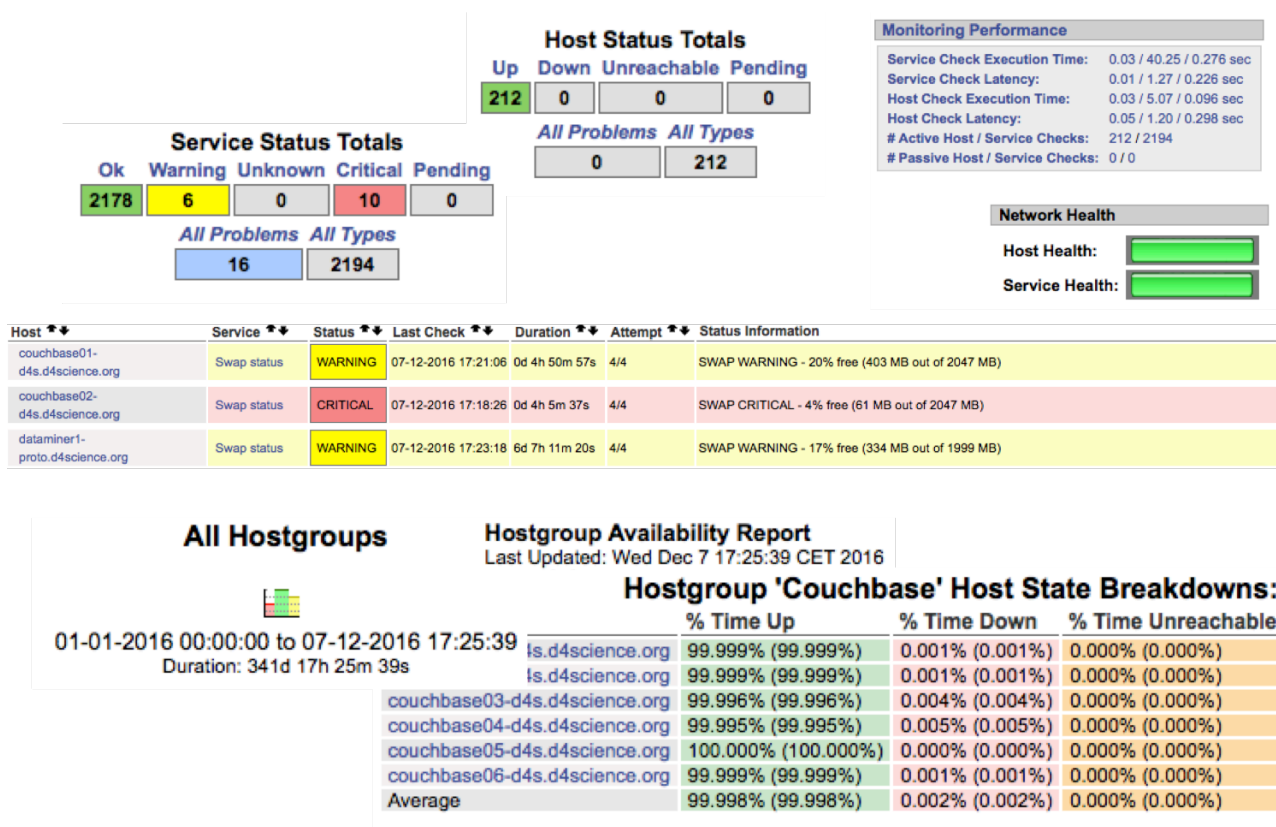 Host Status Totals
Up Down Unreachable Pending
212 0 0 0
All Problems All Types
0 212
Monitoring Performance
Service Check Execution Time: 0.03 / 40.25 / 0.276 sec
Service Check Latency: 0.01 / 1.27 / 0.226 sec
Host Check Execution Time: 0.03 / 5.07 / 0.096 sec
Host Check Latency: 0.05 / 1.20 / 0.298 sec
# Active Host / Service Checks: 212 / 2194
# Passive Host / Service Checks: 0 / 0
Service Status Totals
Ok Warning Unknown Critical Pending
2178 6 0 10 0
All Problems All Types
16 2194
Network Health
Host Health:
Service Health:
Host Service Status Last Check Duration Attempt Status Information
couchbase01-
d4s.d4science.org Swap status WARNING 07-12-2016 17:21:06 0d 4h 50m 57s 4/4 SWAP WARNING - 20% free (403 MB out of 2047 MB)
couchbase02-
d4s.d4science.org Swap status CRITICAL 07-12-2016 17:18:26 0d 4h 5m 37s 4/4 SWAP CRITICAL - 4% free (61 MB out of 2047 MB)
dataminer1-
proto.d4science.org Swap status WARNING 07-12-2016 17:23:18 6d 7h 11m 20s 4/4 SWAP WARNING - 17% free (334 MB out of 1999 MB)
All Hostgroups
01-01-2016 00:00:00 to 07-12-2016 17:25:39
Duration: 341d 17h 25m 39s
Hostgroup Availability Report
Last Updated: Wed Dec 7 17:25:39 CET 2016
Hostgroup 'Couchbase' Host State Breakdowns:
% Time Up % Time Down % Time Unreachable
4s.d4science.org 99.999% (99.999%) 0.001% (0.001%) 0.000% (0.000%)
4s.d4science.org 99.999% (99.999%) 0.001% (0.001%) 0.000% (0.000%)
couchbase03-d4s.d4science.org 99.996% (99.996%) 0.004% (0.004%) 0.000% (0.000%)
couchbase04-d4s.d4science.org 99.995% (99.995%) 0.005% (0.005%) 0.000% (0.000%)
couchbase05-d4s.d4science.org 100.000% (100.000%) 0.000% (0.000%) 0.000% (0.000%)
couchbase06-d4s.d4science.org 99.999% (99.999%) 0.001% (0.001%) 0.000% (0.000%)
Average 99.998% (99.998%) 0.002% (0.002%) 0.000% (0.000%)